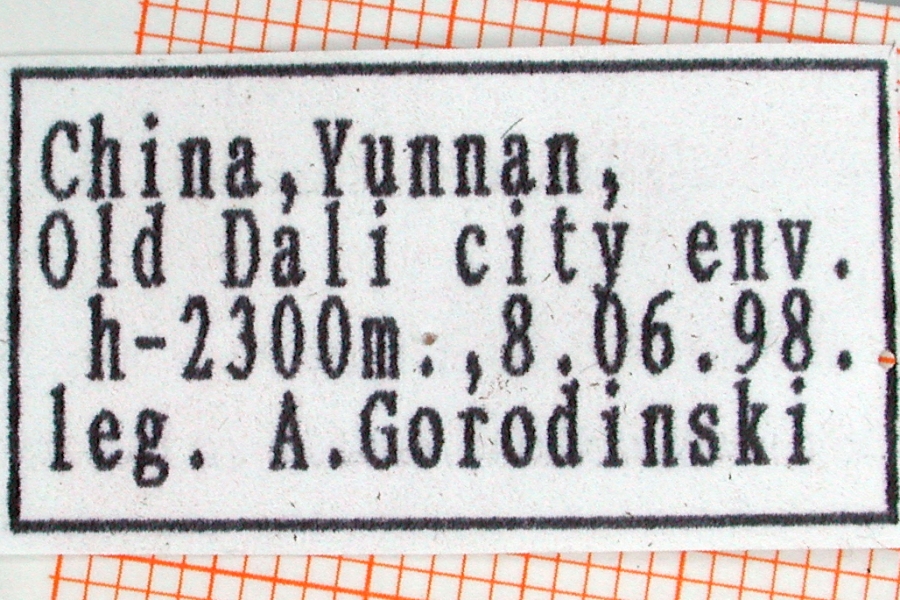 China,Yunnan,
Old Dali city env.
h-2300m.,8.06.98.
leg. A.Gorodinski